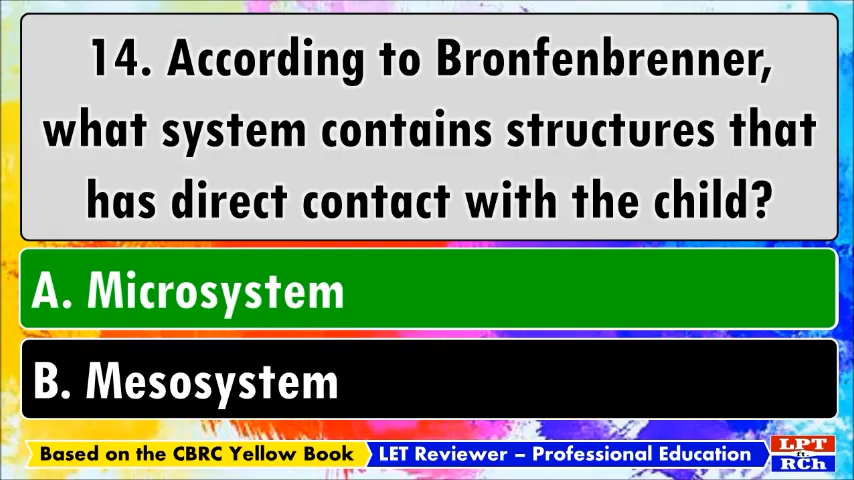 14. According to Bronfenbrenner,
what system contains structures that
has direct contact with the child?
A. Microsystem
B. Mesosystem
Based on the CBRC Yellow Book
LET Reviewer – Professional Education
LPT
ft.
RCh